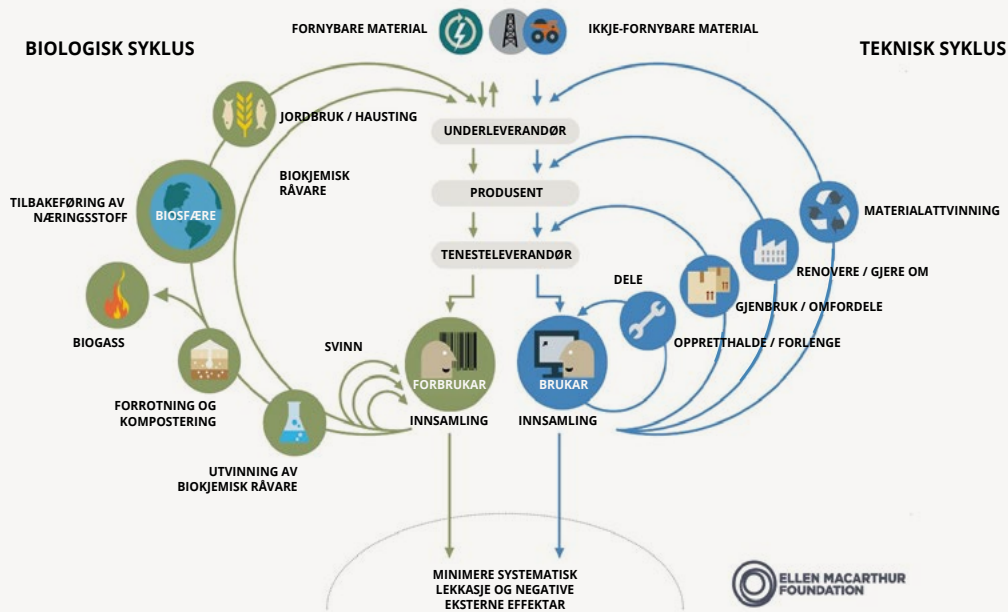 FORNYBARE MATERIAL
IKKJE-FORNYBARE MATERIAL
BIOLOGISK SYKLUS
TEKNISK SYKLUS
JORDBRUK / HAUSTING
UNDERLEVERANDØR
BIOKJEMISK
RÅVARE
PRODUSENT
TILBAKEFØRING AV
NÆRINGSSTOFF
BIOSFÆRE
MATERIALATTVINNING
TENESTELEVERANDØR
RENOVERE / GJERE OM
DELE
GJENBRUK / OMFORDELE
BIOGASS
SVINN
OPPRETTHALDE / FORLENGE
FORBRUKAR
BRUKAR
FORROTNING OG
KOMPOSTERING
INNSAMLING
INNSAMLING
UTVINNING AV
BIOKJEMISK RÅVARE
MINIMERE SYSTEMATISK
LEKKASJE OG NEGATIVE
EKSTERNE EFFEKTAR
ELLEN MACARTHUR
FOUNDATION